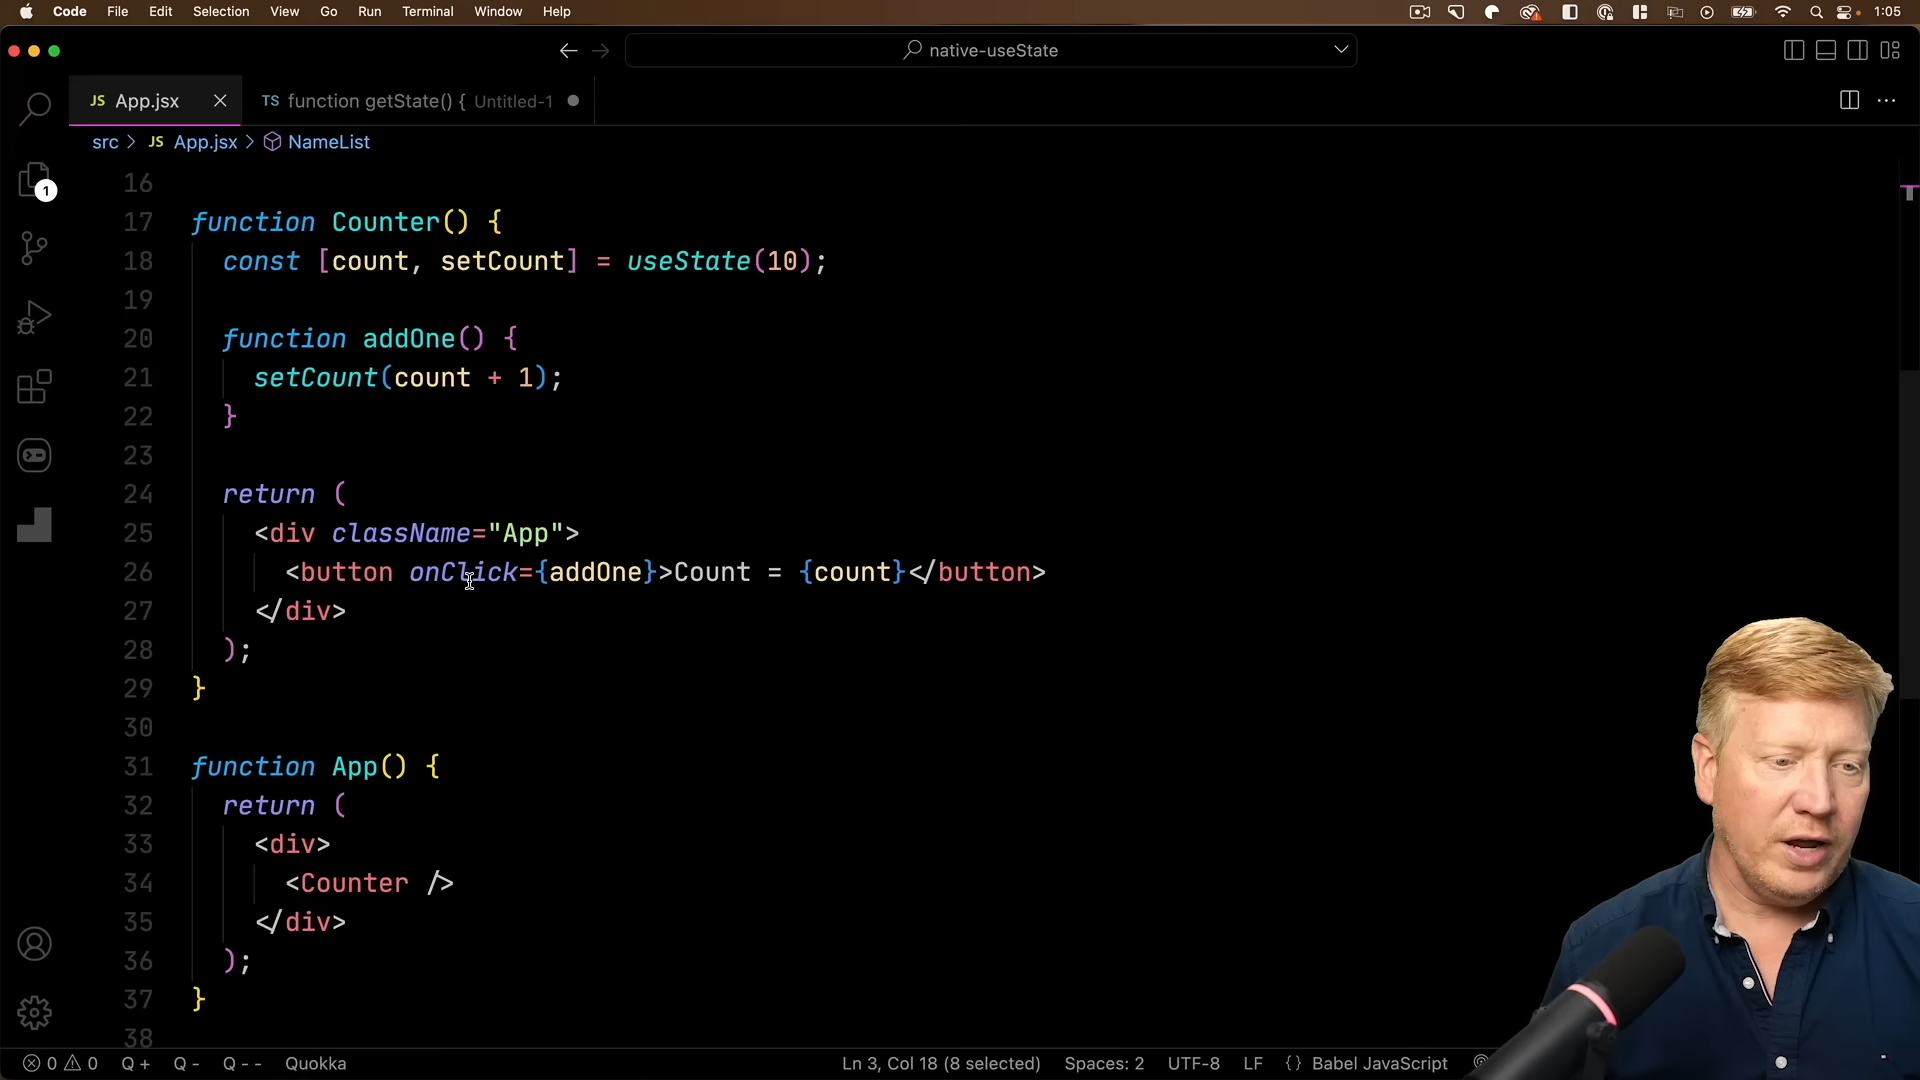 Code File Edit Selection View Go Run Terminal Window Help 1:05
native-useState
JS App.jsx TS function getState() { Untitled-1
src > JS App.jsx > NameList
1
16
17 function Counter() {
18 const [count, setCount] = useState(10);
19
20 function addOne() {
21 setCount(count + 1);
22 }
23
24 return (
25 <div className="App">
26 <button onClick={addOne}>Count = {count}</button>
27 </div>
28 );
29 }
30
31 function App() {
32 return (
33 <div>
34 <Counter />
35 </div>
36 );
37 }
38
0 0 Q + Q - Q - - Quokka Ln 3, Col 18 (8 selected) Spaces: 2 UTF-8 LF {} Babel JavaScript